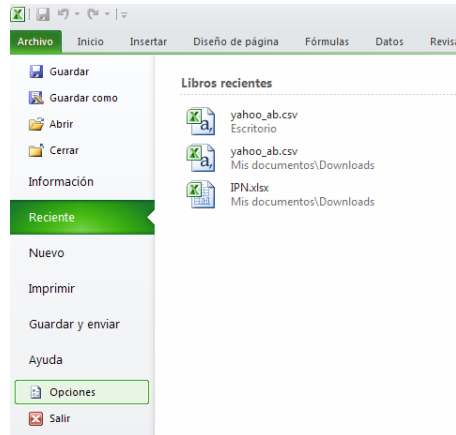 Archivo Inicio Insertar Diseño de página Fórmulas Datos Revisa
Guardar
Guardar como
Abrir
Cerrar
Información
Reciente
Nuevo
Imprimir
Guardar y enviar
Ayuda
Opciones
Salir
Libros recientes
yahoo_ab.csv
Escritorio
yahoo_ab.csv
Mis documentos\Downloads
IPN.xlsx
Mis documentos\Downloads